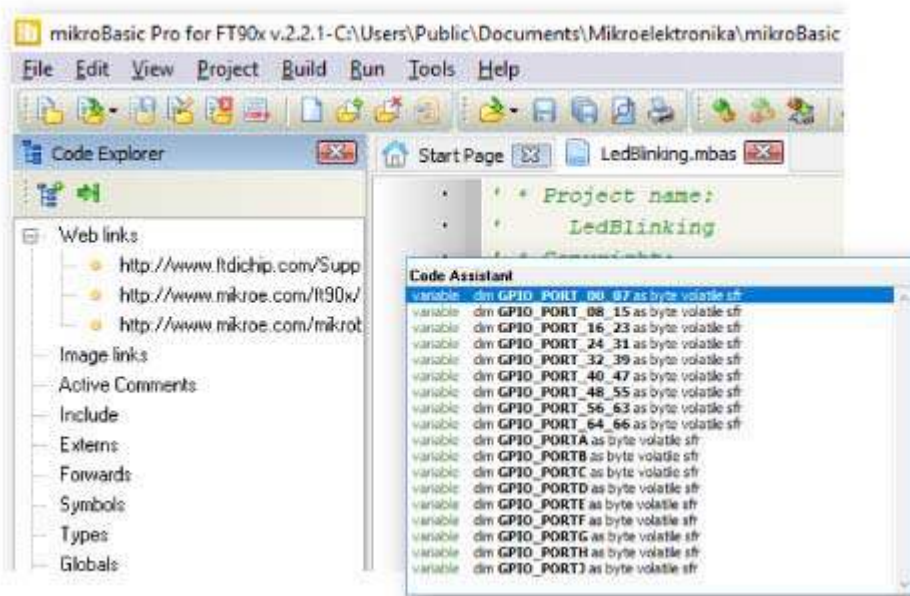 mikroBasic Pro for FT90x v.2.2.1-C:\Users\Public\Documents\Mikroelektronika\mikroBasic
File Edit View Project Build Run Tools Help
Code Explorer
Start Page LedBlinking.mbas
' * Project name:
' LedBlinking
' * Copyright:
Web links
http://www.ftdichip.com/Supp
http://www.mikroe.com/ft90x/
http://www.mikroe.com/mikrob
Image links
Active Comments
Include
Externs
Forwards
Symbols
Types
Globals
Code Assistant
variable dim GPIO_PORT_00_07 as byte volatile sfr
variable dim GPIO_PORT_08_15 as byte volatile sfr
variable dim GPIO_PORT_16_23 as byte volatile sfr
variable dim GPIO_PORT_24_31 as byte volatile sfr
variable dim GPIO_PORT_32_39 as byte volatile sfr
variable dim GPIO_PORT_40_47 as byte volatile sfr
variable dim GPIO_PORT_48_55 as byte volatile sfr
variable dim GPIO_PORT_56_63 as byte volatile sfr
variable dim GPIO_PORT_64_66 as byte volatile sfr
variable dim GPIO_PORTA as byte volatile sfr
variable dim GPIO_PORTB as byte volatile sfr
variable dim GPIO_PORTC as byte volatile sfr
variable dim GPIO_PORTD as byte volatile sfr
variable dim GPIO_PORTE as byte volatile sfr
variable dim GPIO_PORTF as byte volatile sfr
variable dim GPIO_PORTG as byte volatile sfr
variable dim GPIO_PORTH as byte volatile sfr
variable dim GPIO_PORTJ as byte volatile sfr